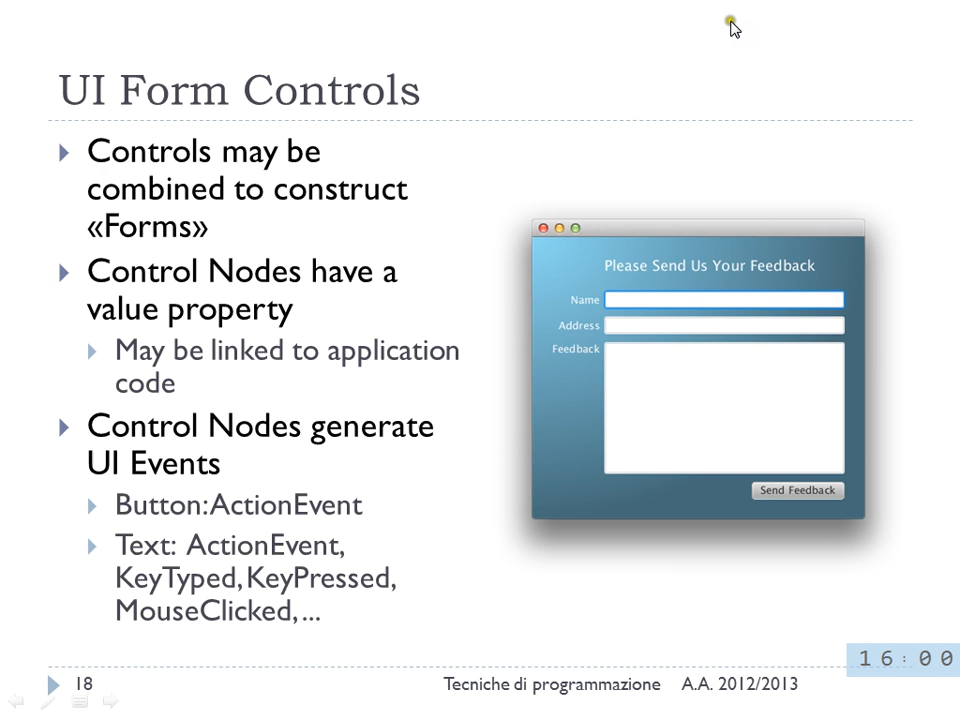 UI Form Controls
Controls may be
combined to construct
«Forms»
Control Nodes have a
value property
May be linked to application
code
Control Nodes generate
UI Events
Button: ActionEvent
Text: ActionEvent,
KeyTyped, KeyPressed,
MouseClicked, ...
Please Send Us Your Feedback
Name
Address
Feedback
Send Feedback
16:00
18 Tecniche di programmazione A.A. 2012/2013